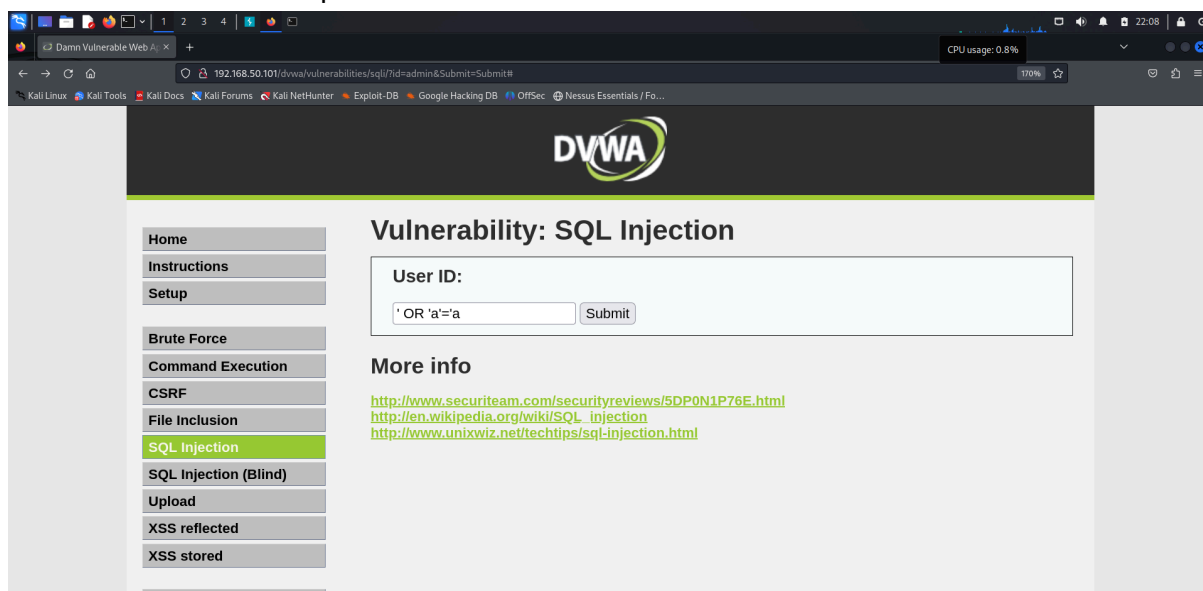 1 2 3 4 22:08
Damn Vulnerable Web Ap
CPU usage: 0.8%
192.168.50.101/dvwa/vulnerabilities/sqli/?id=admin&Submit=Submit# 170%
Kali Linux Kali Tools Kali Docs Kali Forums Kali NetHunter Exploit-DB Google Hacking DB OffSec Nessus Essentials / Fo...
DVWA
Home
Instructions
Setup
Brute Force
Command Execution
CSRF
File Inclusion
SQL Injection
SQL Injection (Blind)
Upload
XSS reflected
XSS stored
Vulnerability: SQL Injection
User ID:
' OR 'a'='a Submit
More info
http://www.securiteam.com/securityreviews/5DP0N1P76E.html
http://en.wikipedia.org/wiki/SQL_injection
http://www.unixwiz.net/techtips/sql-injection.html